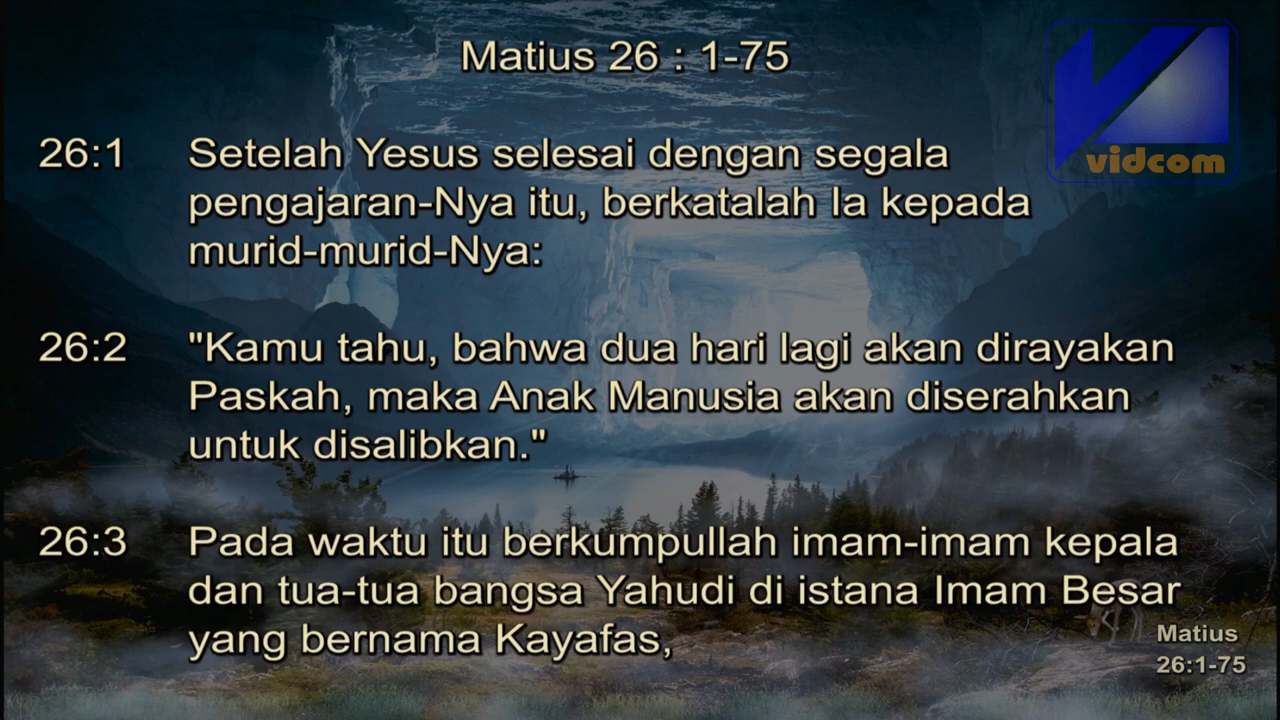 Matius 26 : 1-75
vidcom
26:1 Setelah Yesus selesai dengan segala
pengajaran-Nya itu, berkatalah Ia kepada
murid-murid-Nya:
26:2 "Kamu tahu, bahwa dua hari lagi akan dirayakan
Paskah, maka Anak Manusia akan diserahkan
untuk disalibkan."
26:3 Pada waktu itu berkumpullah imam-imam kepala
dan tua-tua bangsa Yahudi di istana Imam Besar
yang bernama Kayafas,
Matius
26:1-75